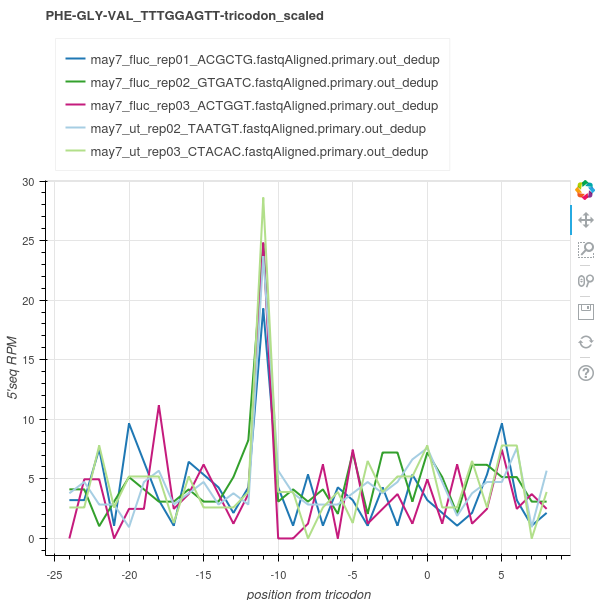 PHE-GLY-VAL_TTTGGAGTT-tricodon_scaled
may7_fluc_rep01_ACGCTG.fastqAligned.primary.out_dedup
may7_fluc_rep02_GTGATC.fastqAligned.primary.out_dedup
may7_fluc_rep03_ACTGGT.fastqAligned.primary.out_dedup
may7_ut_rep02_TAATGT.fastqAligned.primary.out_dedup
may7_ut_rep03_CTACAC.fastqAligned.primary.out_dedup
30
25
20
15
10
5
0
5'seq RPM
-25 -20 -15 -10 -5 0 5
position from tricodon